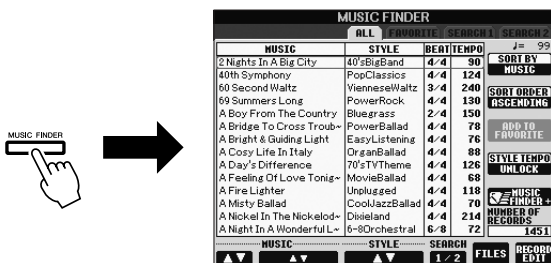 MUSIC FINDER
MUSIC FINDER
ALL FAVORITE SEARCH 1 SEARCH 2
MUSIC STYLE BEAT TEMPO
♩= 99
2 Nights In A Big City 40'sBigBand 4/4 90
40th Symphony PopClassics 4/4 124
60 Second Waltz VienneseWaltz 3/4 240
69 Summers Long PowerRock 4/4 130
A Boy From The Country Bluegrass 2/4 150
A Bridge To Cross Troub~ PowerBallad 4/4 78
A Bright & Guiding Light EasyListening 4/4 76
A Cosy Life In Italy OrganBallad 4/4 88
A Day's Difference 70'sTVTheme 4/4 126
A Feeling Of Love Tonig~ MovieBallad 4/4 68
A Fire Lighter Unplugged 4/4 118
A Misty Ballad CoolJazzBallad 4/4 70
A Nickel In The Nickelod~ Dixieland 4/4 214
A Night In A Wonderful L~ 6-8Orchestral 6/8 72
SORT BY
MUSIC
SORT ORDER
ASCENDING
ADD TO
FAVORITE
STYLE TEMPO
UNLOCK
MUSIC
FINDER +
NUMBER OF
RECORDS
1451
MUSIC STYLE SEARCH
1/2 FILES RECORD
EDIT